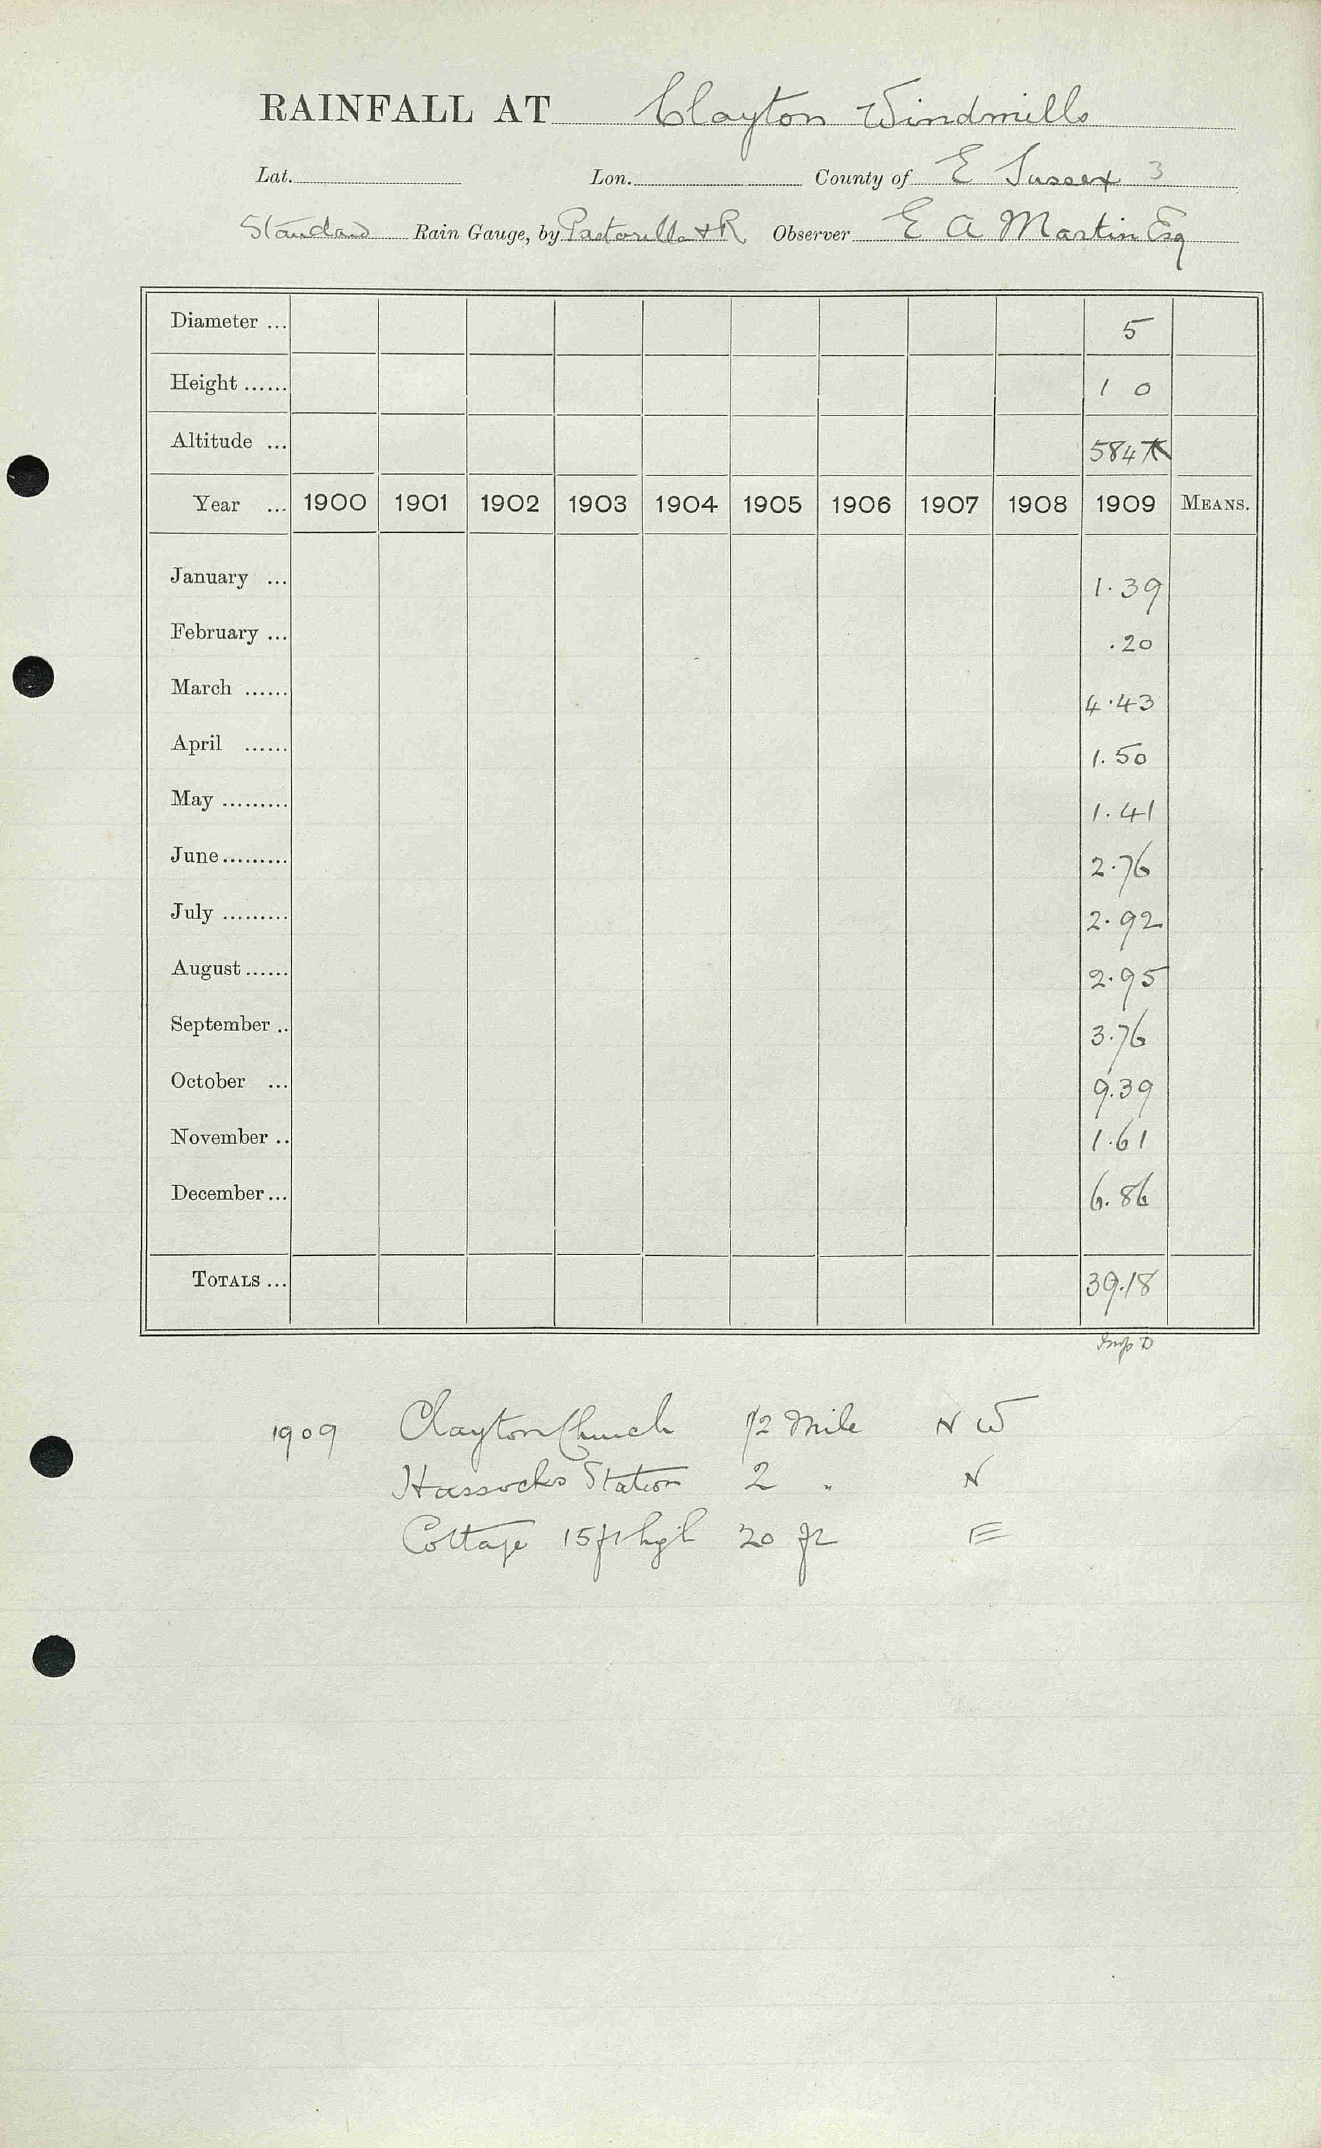 RAINFALL AT Clayton Windmills
Lat. Lon. County of E Sussex 3
Standard Rain Gauge, by Pastorelli & R Observer E A Martin Esq
Diameter ... 5
Height ...... 1 0
Altitude ... 584
Year ... 1900 1901 1902 1903 1904 1905 1906 1907 1908 1909 MEANS.
January ... 1.39
February ... .20
March ...... 4.43
April ...... 1.50
May ......... 1.41
June ......... 2.76
July ......... 2.92
August ...... 2.95
September .. 3.76
October ... 9.39
November .. 1.61
December ... 6.86
TOTALS ... 39.18
1909 Clayton Church 1/2 Mile N W
Hassocks Station 2 " N
Cottage 15 ft high 20 ft E